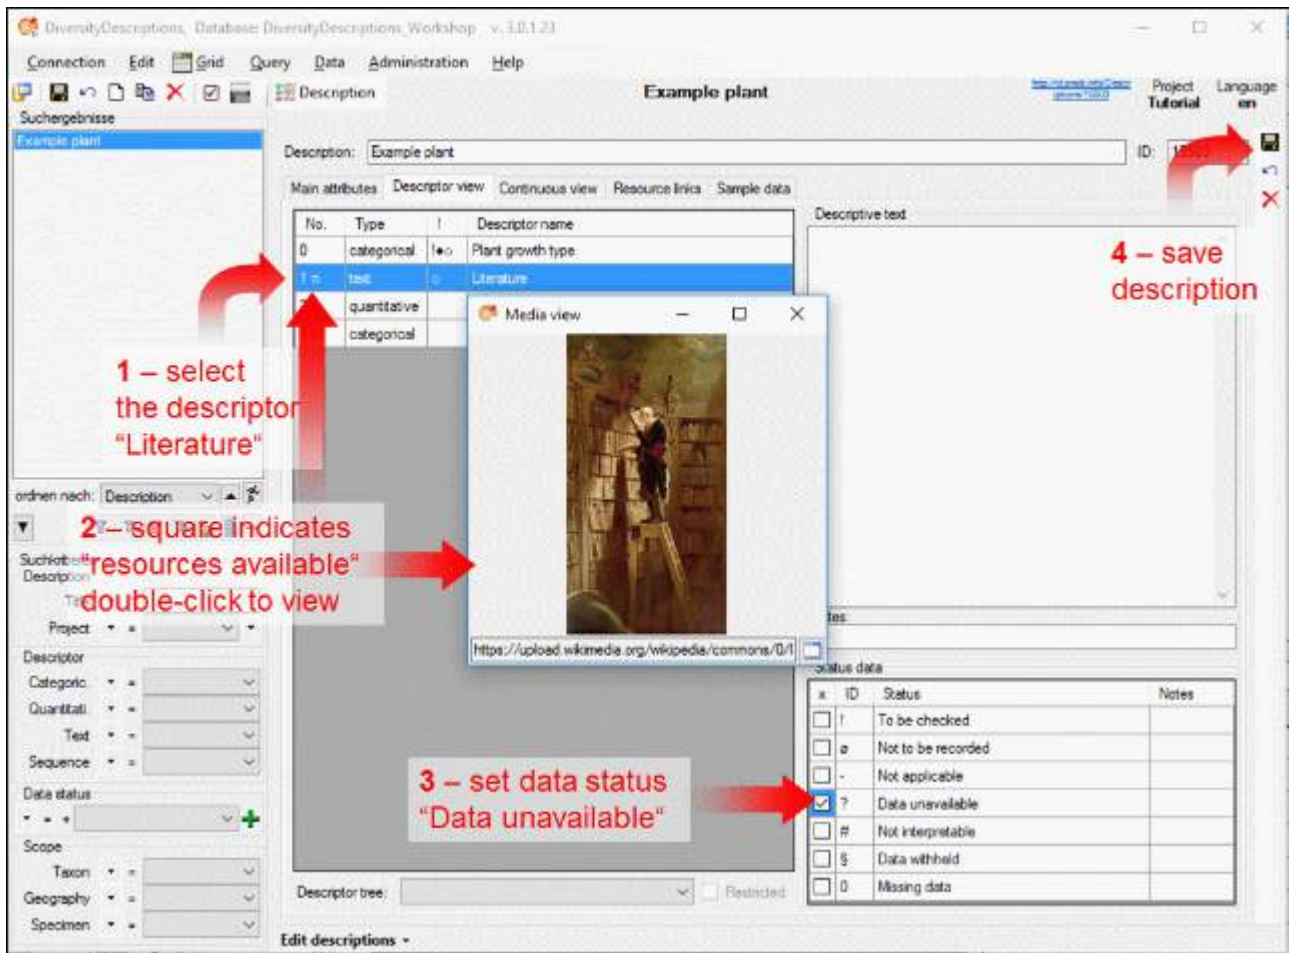 DiversityDescriptions, Database: DiversityDescriptions_Workshop v. 3.0.1.23
Connection Edit Grid Query Data Administration Help
Description
Example plant
Project
Tutorial
Language
en
Suchergebnisse
Example plant
Description: Example plant
ID:
Main attributes Descriptor view Continuous view Resource links Sample data
No. Type ! Descriptor name
0 categorical !●○ Plant growth type
1 text ○ Literature
quantitative
categorical
Descriptive text
4 – save
description
Media view
1 – select
the descriptor
“Literature“
ordnen nach: Description
2 – square indicates
“resources available“
double-click to view
Description
Project =
Descriptor
Categoric. =
Quantitati. =
Text =
Sequence =
Data status
= +
Scope
Taxon =
Geography =
Specimen =
https://upload.wikimedia.org/wikipedia/commons/0/
Status data
x ID Status Notes
! To be checked
ø Not to be recorded
- Not applicable
? Data unavailable
# Not interpretable
§ Data withheld
0 Missing data
3 – set data status
“Data unavailable“
Descriptor tree: Restricted
Edit descriptions